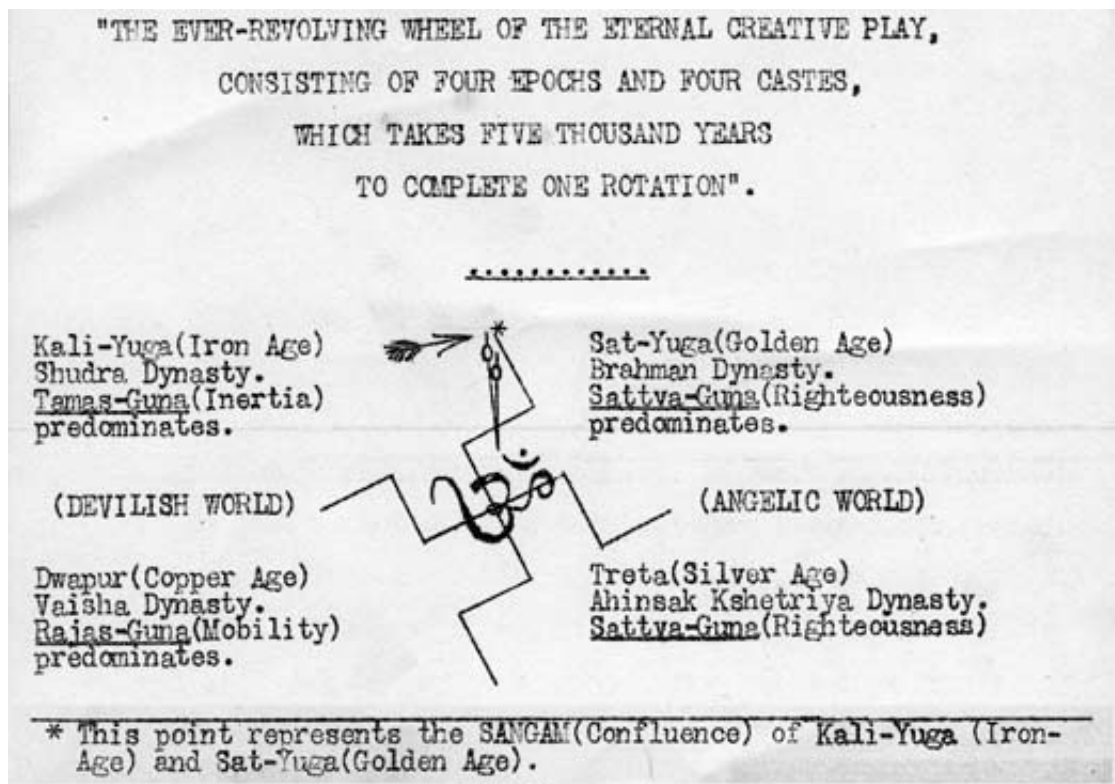 "THE EVER-REVOLVING WHEEL OF THE ETERNAL CREATIVE PLAY,
CONSISTING OF FOUR EPOCHS AND FOUR CASTES,
WHICH TAKES FIVE THOUSAND YEARS
TO COMPLETE ONE ROTATION".
............
Kali-Yuga(Iron Age)
Shudra Dynasty.
Tamas-Guna(Inertia)
predominates.
*
Sat-Yuga(Golden Age)
Brahman Dynasty.
Sattva-Guna(Righteousness)
predominates.
(DEVILISH WORLD)
ॐ
(ANGELIC WORLD)
Dwapur(Copper Age)
Vaisha Dynasty.
Rajas-Guna(Mobility)
predominates.
Treta(Silver Age)
Ahinsak Kshetriya Dynasty.
Sattva-Guna(Righteousness)
* This point represents the SANGAM(Confluence) of Kali-Yuga (Iron-
Age) and Sat-Yuga(Golden Age).